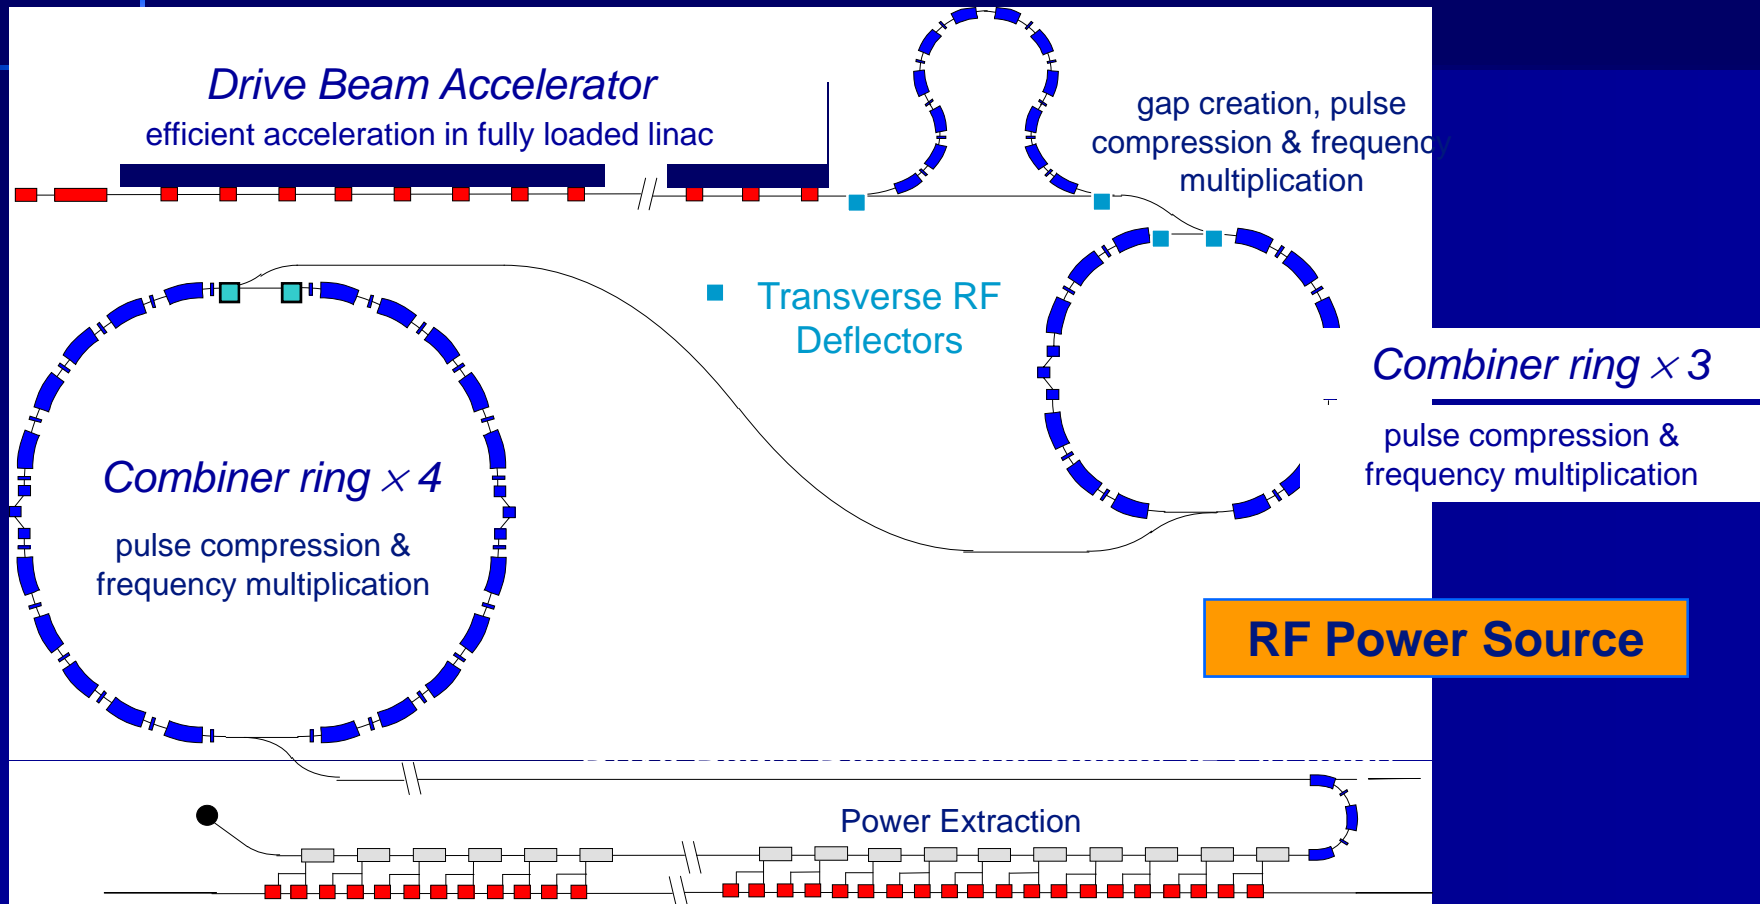 Drive Beam Accelerator
efficient acceleration in fully loaded linac
gap creation, pulse
compression & frequency
multiplication
Transverse RF
Deflectors
Combiner ring × 3
pulse compression &
frequency multiplication
Combiner ring × 4
pulse compression &
frequency multiplication
RF Power Source
Power Extraction